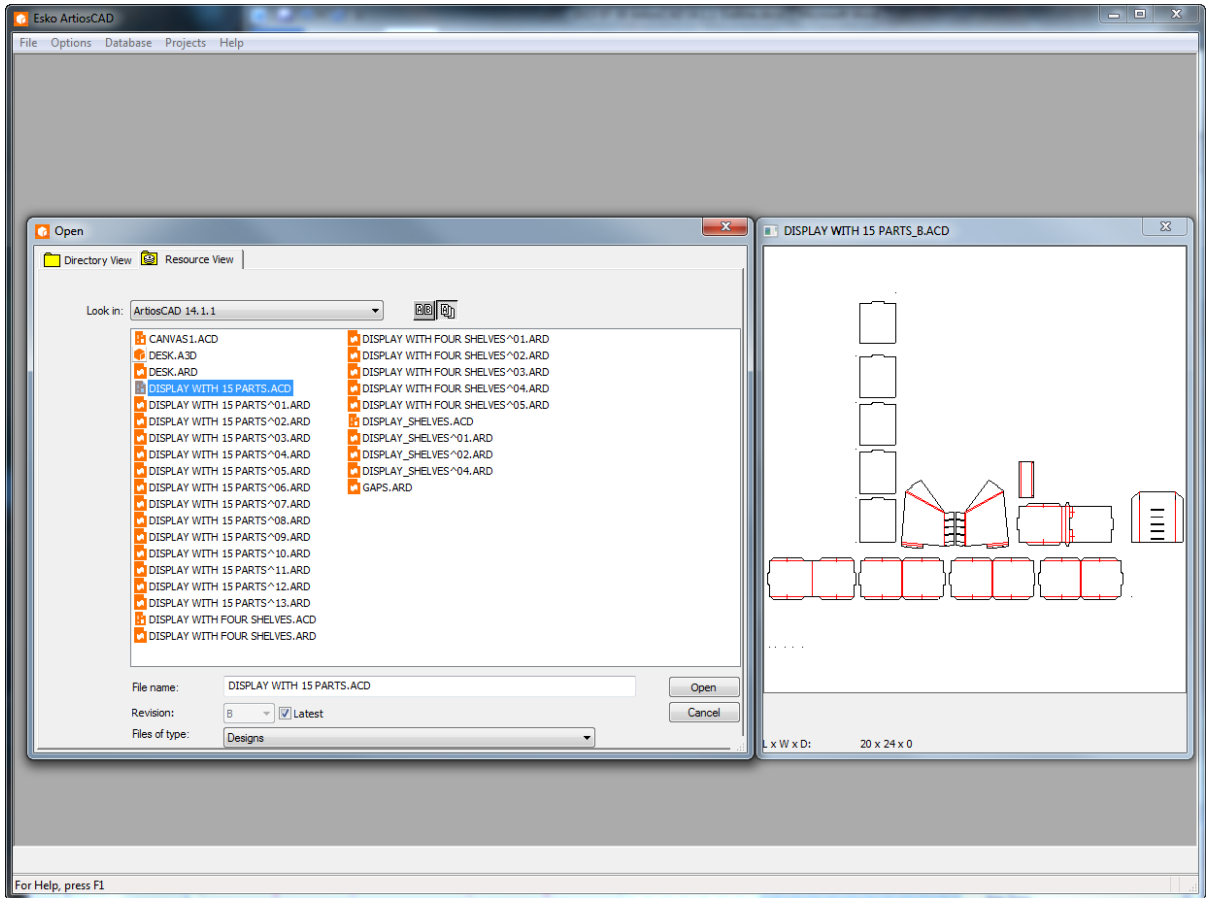 Esko ArtiosCAD
File Options Database Projects Help
Open
Directory View Resource View
Look in: ArtiosCAD 14.1.1
CANVAS1.ACD
DESK.A3D
DESK.ARD
DISPLAY WITH 15 PARTS.ACD
DISPLAY WITH 15 PARTS^01.ARD
DISPLAY WITH 15 PARTS^02.ARD
DISPLAY WITH 15 PARTS^03.ARD
DISPLAY WITH 15 PARTS^04.ARD
DISPLAY WITH 15 PARTS^05.ARD
DISPLAY WITH 15 PARTS^06.ARD
DISPLAY WITH 15 PARTS^07.ARD
DISPLAY WITH 15 PARTS^08.ARD
DISPLAY WITH 15 PARTS^09.ARD
DISPLAY WITH 15 PARTS^10.ARD
DISPLAY WITH 15 PARTS^11.ARD
DISPLAY WITH 15 PARTS^12.ARD
DISPLAY WITH 15 PARTS^13.ARD
DISPLAY WITH FOUR SHELVES.ACD
DISPLAY WITH FOUR SHELVES.ARD
DISPLAY WITH FOUR SHELVES^01.ARD
DISPLAY WITH FOUR SHELVES^02.ARD
DISPLAY WITH FOUR SHELVES^03.ARD
DISPLAY WITH FOUR SHELVES^04.ARD
DISPLAY WITH FOUR SHELVES^05.ARD
DISPLAY_SHELVES.ACD
DISPLAY_SHELVES^01.ARD
DISPLAY_SHELVES^02.ARD
DISPLAY_SHELVES^04.ARD
GAPS.ARD
File name: DISPLAY WITH 15 PARTS.ACD Open
Revision: B Latest Cancel
Files of type: Designs
DISPLAY WITH 15 PARTS_B.ACD
L x W x D: 20 x 24 x 0
For Help, press F1